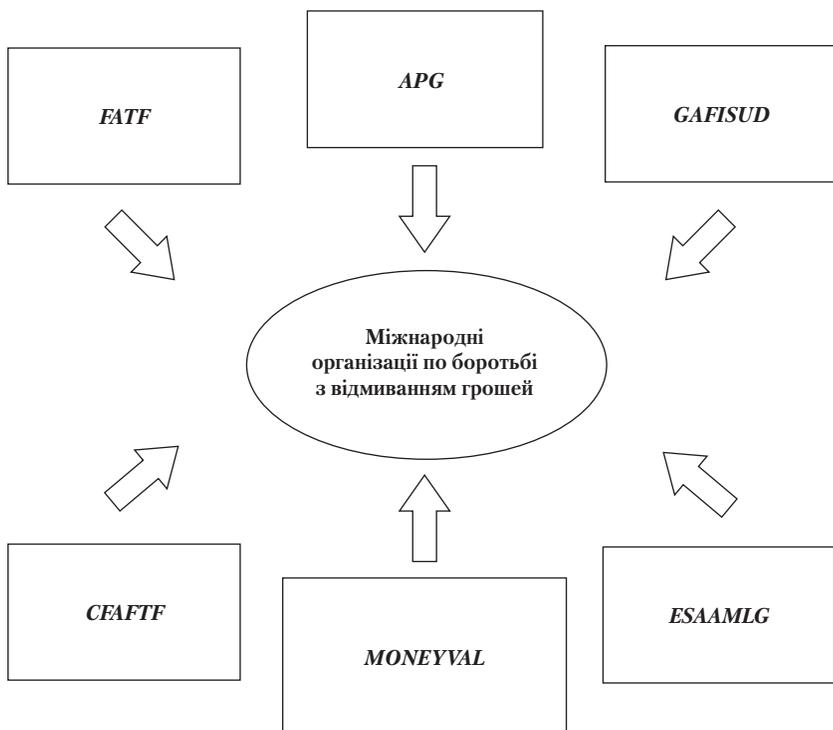 FATF
APG
GAFISUD
Міжнародні
організації по боротьбі
з відмиванням грошей
CFAFTF
MONEYVAL
ESAAMLG